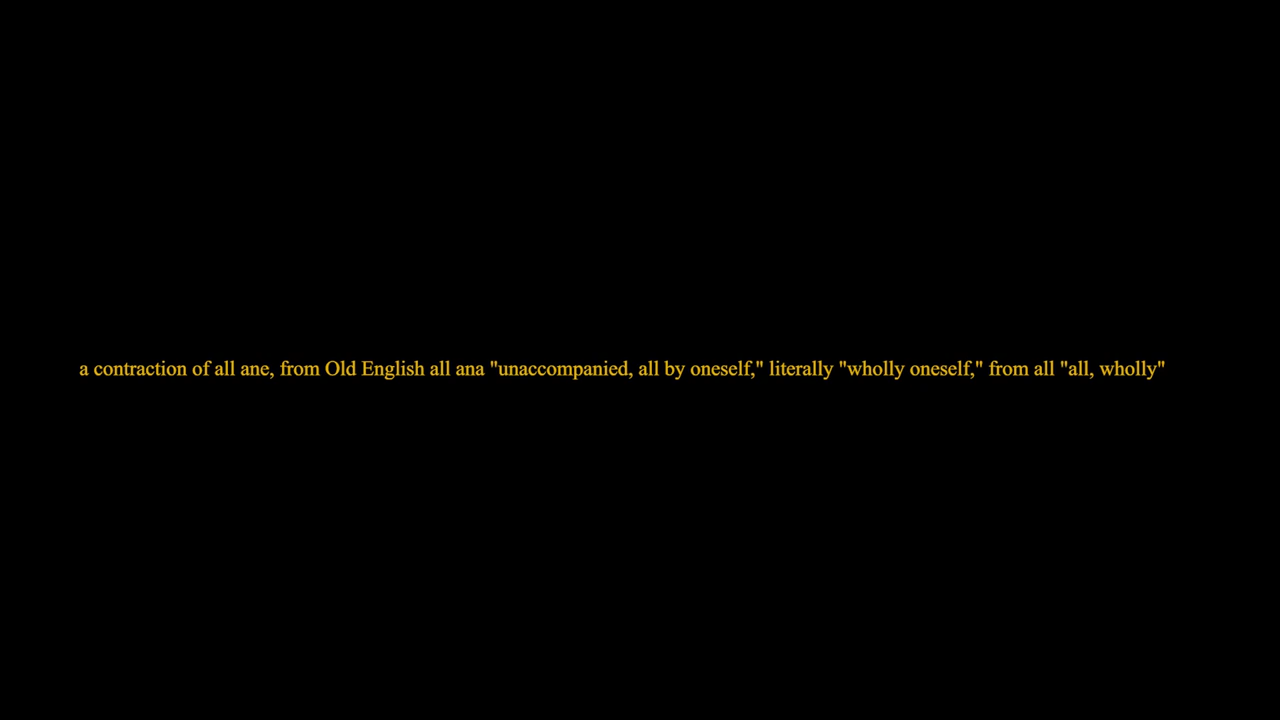 a contraction of all ane, from Old English all ana "unaccompanied, all by oneself," literally "wholly oneself," from all "all, wholly"